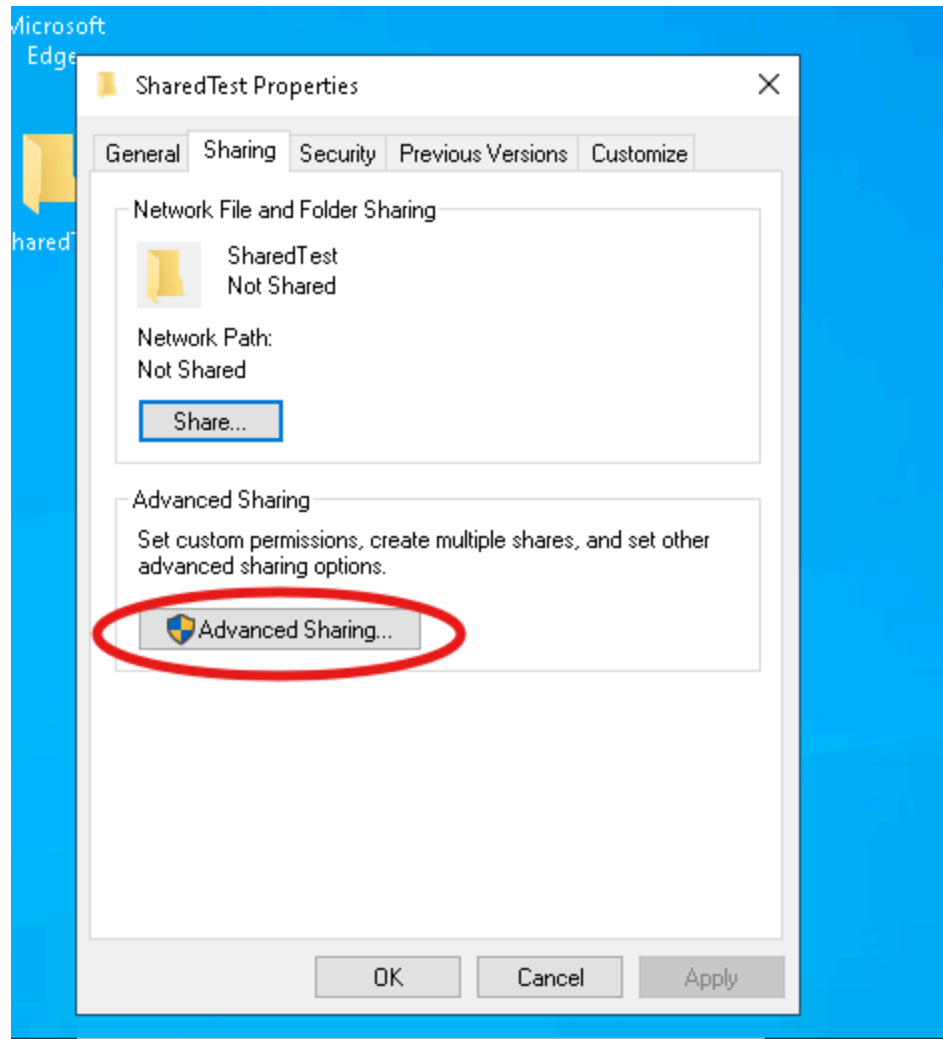 Microsoft
Edge
SharedTest Properties
General Sharing Security Previous Versions Customize
Network File and Folder Sharing
SharedTest
Not Shared
Network Path:
Not Shared
Share...
Advanced Sharing
Set custom permissions, create multiple shares, and set other
advanced sharing options.
Advanced Sharing...
OK Cancel Apply